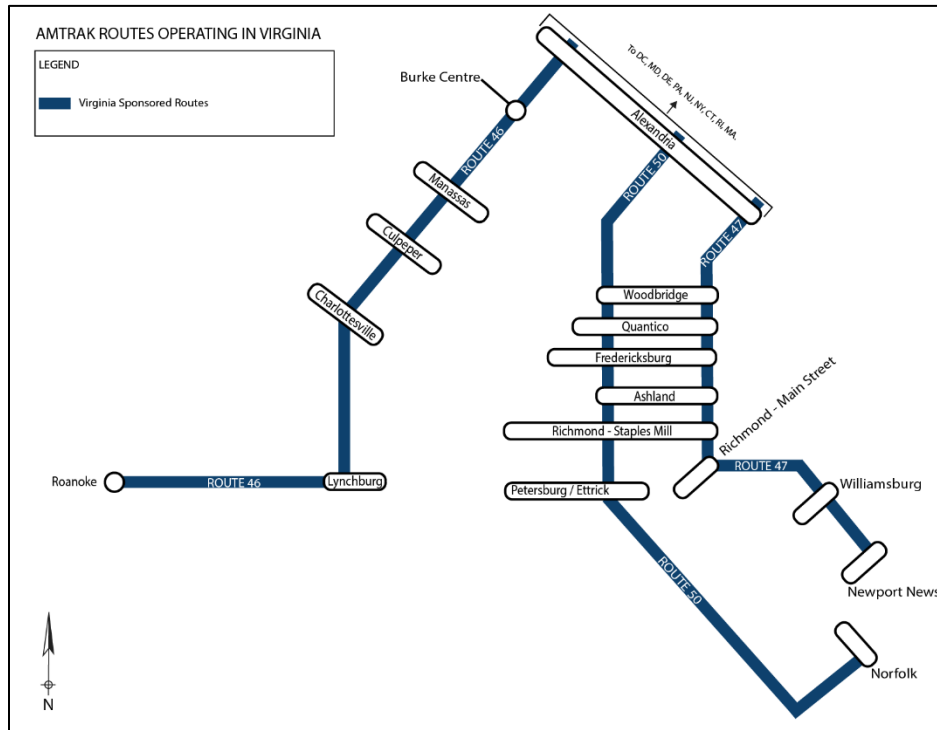 AMTRAK ROUTES OPERATING IN VIRGINIA
LEGEND
Virginia Sponsored Routes
To DC, MD, DE, PA, NJ, NY, CT, RI, MA,
Burke Centre
Alexandria
ROUTE 46
ROUTE 50
Manassas
ROUTE 47
Culpeper
Charlottesville
Woodbridge
Quantico
Fredericksburg
Ashland
Richmond - Staples Mill
Richmond - Main Street
ROUTE 47
Roanoke
ROUTE 46
Lynchburg
Petersburg / Ettrick
Williamsburg
ROUTE 50
Newport News
Norfolk
N